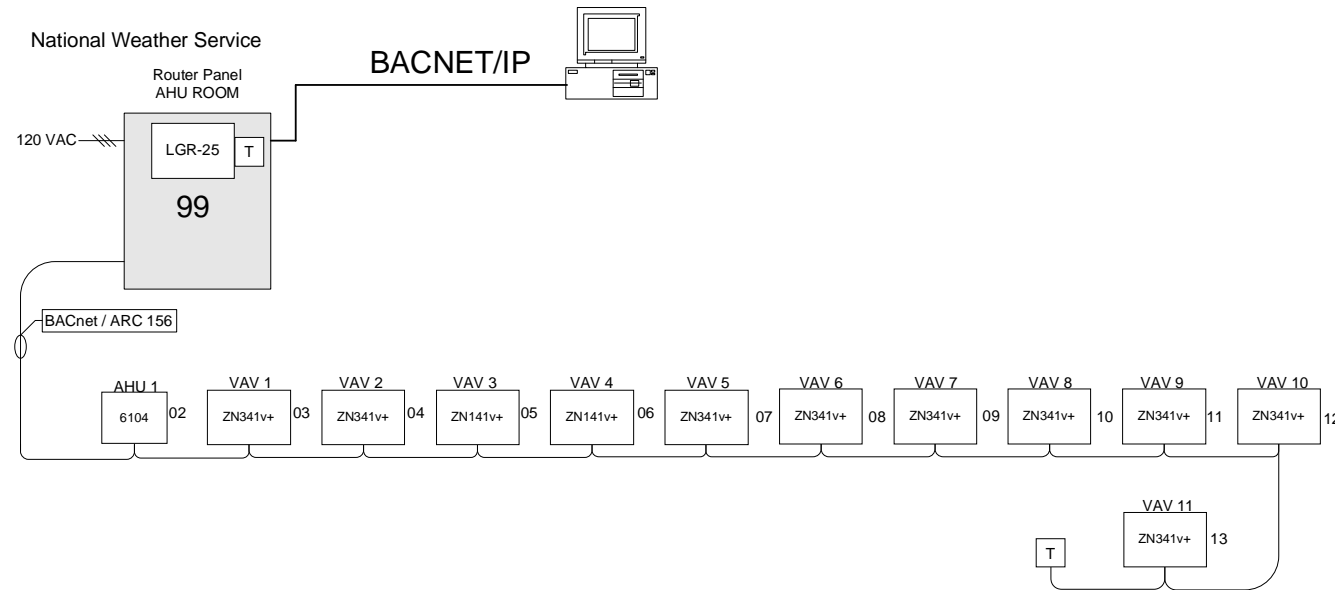 National Weather Service
BACNET/IP
Router Panel
AHU ROOM
120 VAC
LGR-25
T
99
BACnet / ARC 156
AHU 1
6104
02
VAV 1
ZN341v+
03
VAV 2
ZN341v+
04
VAV 3
ZN141v+
05
VAV 4
ZN141v+
06
VAV 5
ZN341v+
07
VAV 6
ZN341v+
08
VAV 7
ZN341v+
09
VAV 8
ZN341v+
10
VAV 9
ZN341v+
11
VAV 10
ZN341v+
12
VAV 11
ZN341v+
13
T